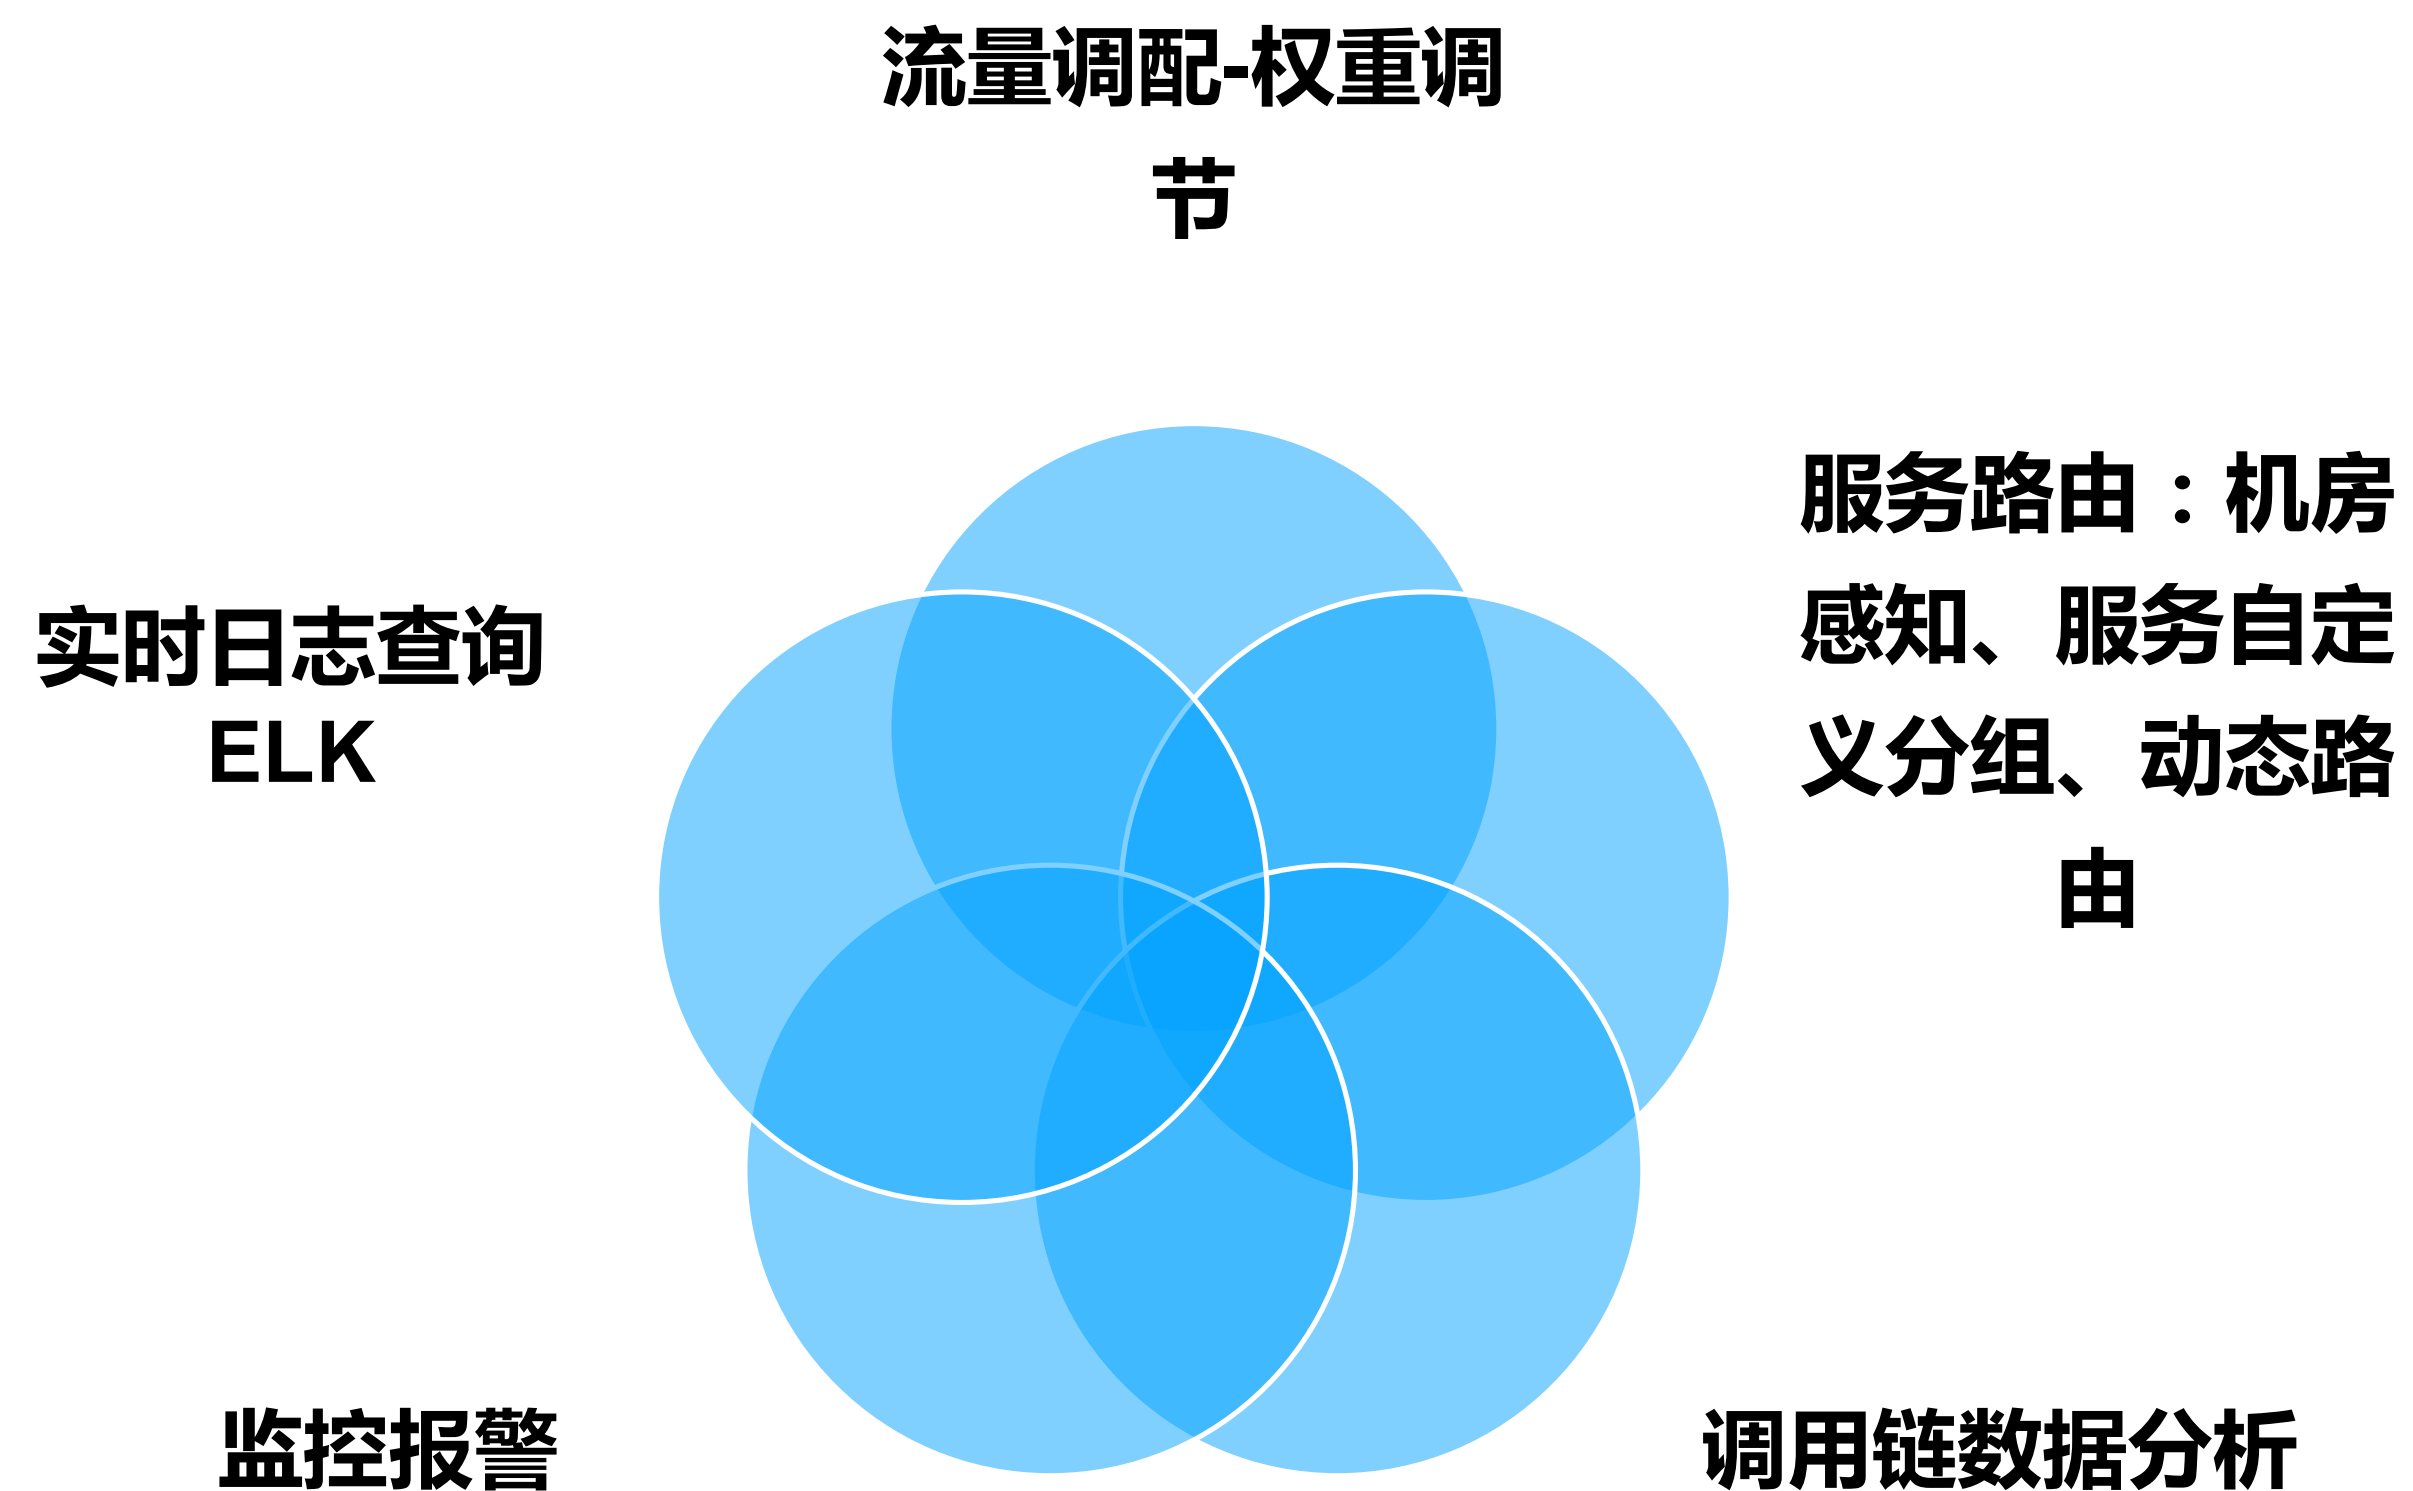 流量调配-权重调
节
服务路由：机房
感知、服务自定
义分组、动态路
由
实时日志查询
ELK
监控报警
调用链数据分析